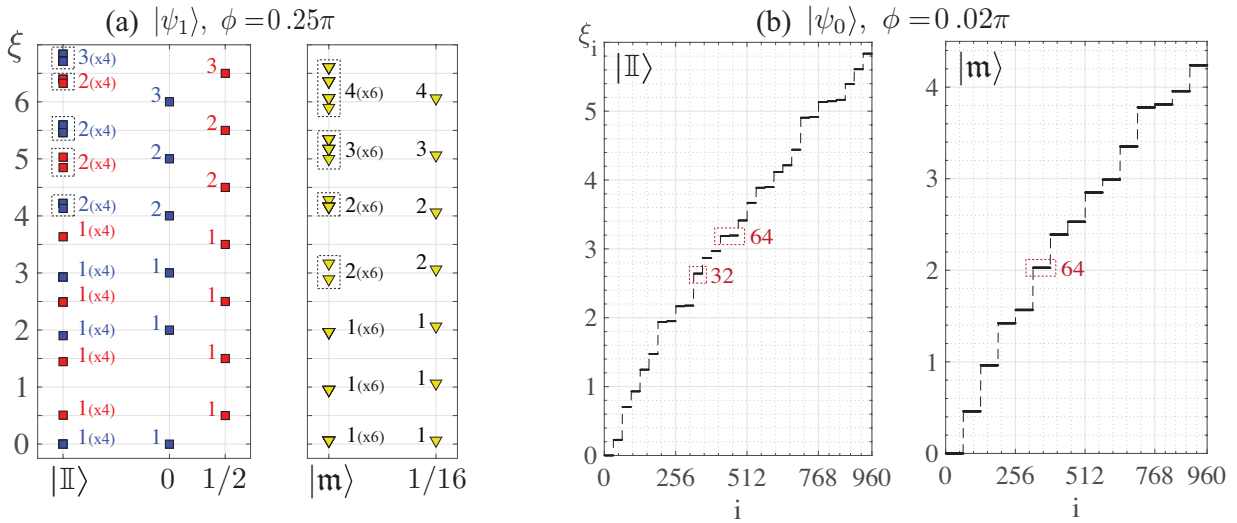 (a) |ψ₁⟩, ϕ = 0.25π
ξ
6
5
4
3
2
1
0
3(x4)
2(x4)
2(x4)
2(x4)
2(x4)
1(x4)
1(x4)
1(x4)
1(x4)
1(x4)
1(x4)
1(x4)
3
2
2
1
1
1
3
2
2
1
1
1
1
|𝕀𝕀⟩ 0 1/2
4(x6) 4
3(x6) 3
2(x6) 2
2(x6) 2
1(x6) 1
1(x6) 1
1(x6) 1
|𝔪⟩ 1/16
(b) |ψ₀⟩, ϕ = 0.02π
ξ
|𝕀𝕀⟩
5
4
3
2
1
0
64
32
0 256 512 768 960
i
|𝔪⟩
4
3
2
1
0
64
0 256 512 768 960
i